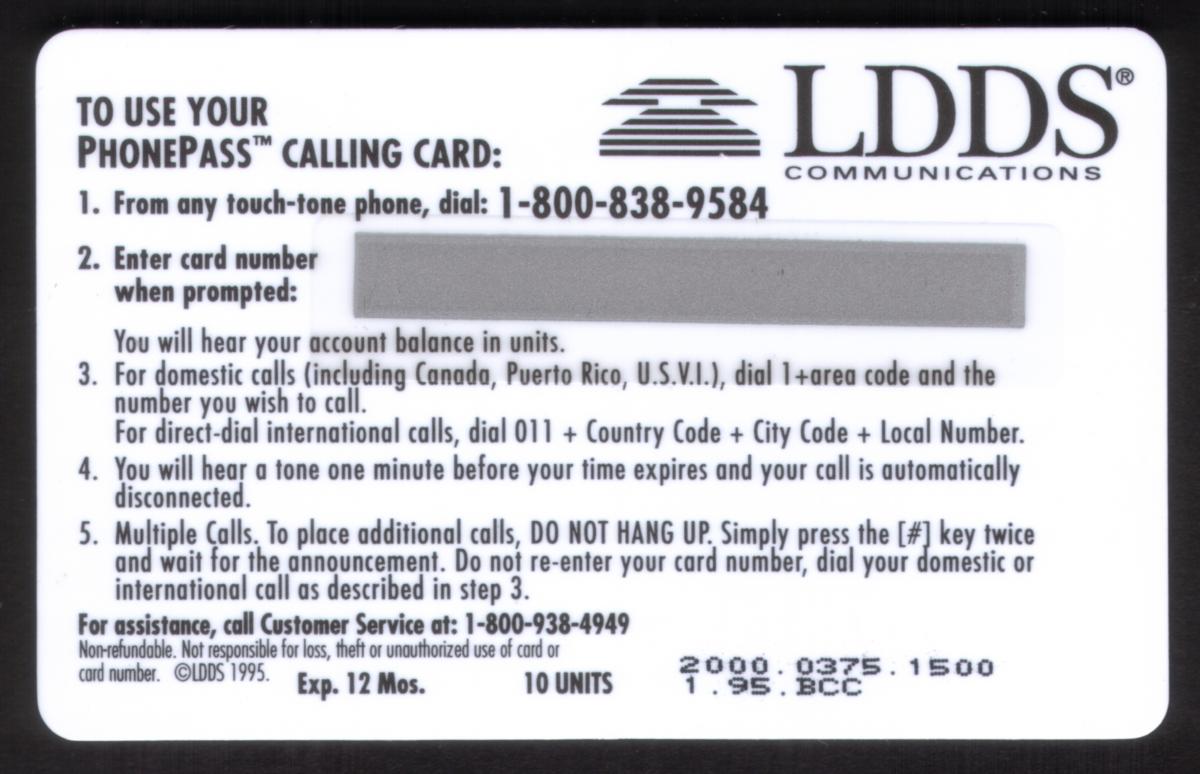 LDDS®
COMMUNICATIONS
TO USE YOUR
PHONEPASS™ CALLING CARD:
1. From any touch-tone phone, dial: 1-800-838-9584
2. Enter card number
when prompted:
You will hear your account balance in units.
3. For domestic calls (including Canada, Puerto Rico, U.S.V.I.), dial 1+area code and the
number you wish to call.
For direct-dial international calls, dial 011 + Country Code + City Code + Local Number.
4. You will hear a tone one minute before your time expires and your call is automatically
disconnected.
5. Multiple Calls. To place additional calls, DO NOT HANG UP. Simply press the [#] key twice
and wait for the announcement. Do not re-enter your card number, dial your domestic or
international call as described in step 3.
For assistance, call Customer Service at: 1-800-938-4949
Non-refundable. Not responsible for loss, theft or unauthorized use of card or
card number. ©LDDS 1995.
Exp. 12 Mos. 10 UNITS
2000.0375.1500
1.95.BCC